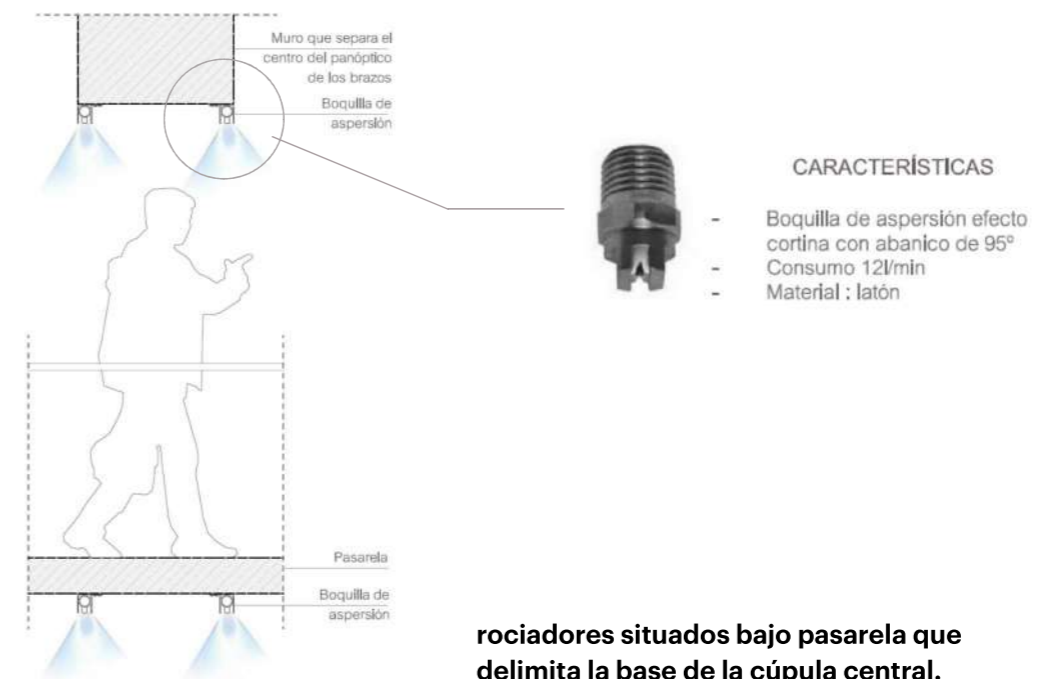 Muro que separa el
centro del panóptico
de los brazos
Boquilla de
aspersión
CARACTERÍSTICAS
- Boquilla de aspersión efecto
cortina con abanico de 95º
- Consumo 12l/min
- Material : latón
Pasarela
Boquilla de
aspersión
rociadores situados bajo pasarela que
delimita la base de la cúpula central.